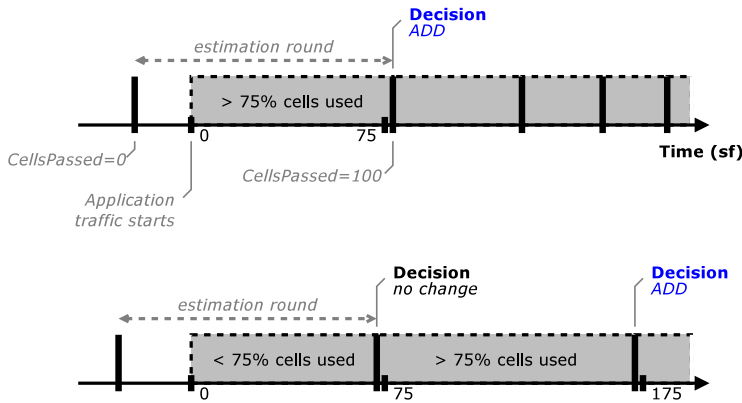 Decision
ADD
estimation round
> 75% cells used
0
75
Time (sf)
CellsPassed=0
CellsPassed=100
Application
traffic starts
Decision
no change
Decision
ADD
estimation round
< 75% cells used
> 75% cells used
0
75
175